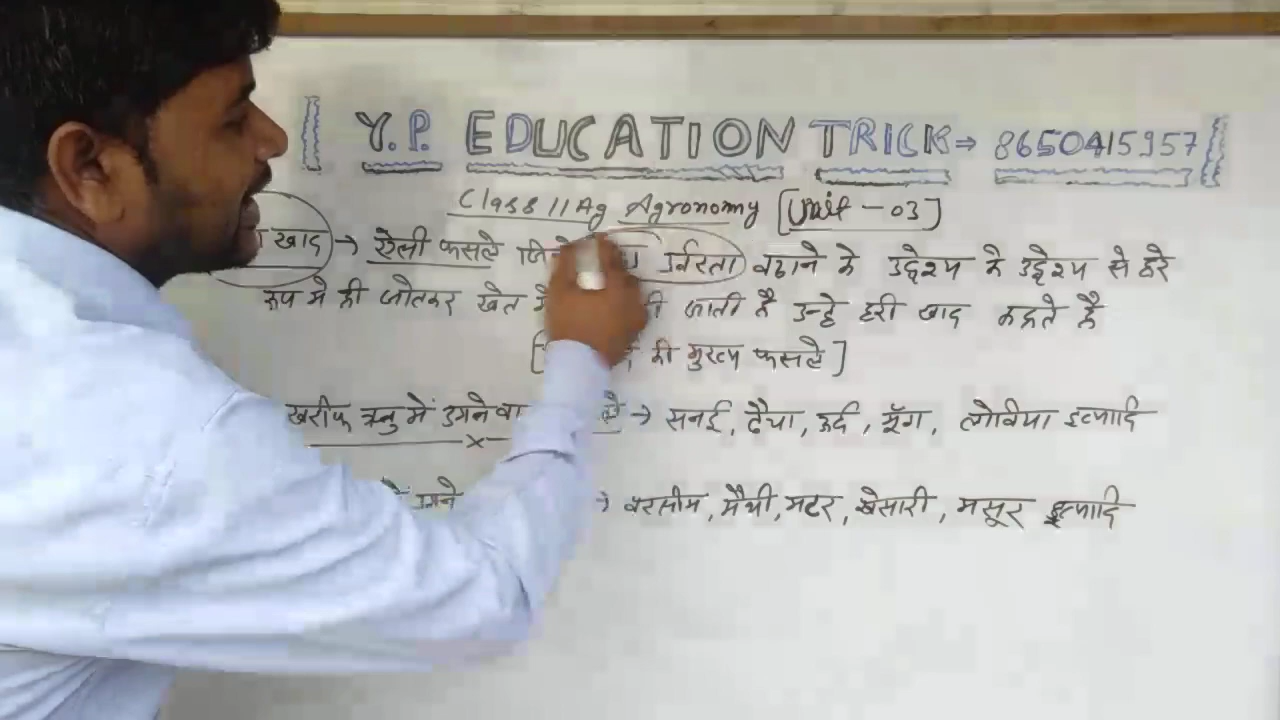 Y.P. EDUCATION TRICK → 8650415957
Class 11 Ag Agronomy [Unit - 03]
खाद → ऐसी फसले उर्वरता बढाने के उद्देश्य के उद्देश्य से हरे
रूप मे ही जोतकर खेत मे जाती है उन्हे हरी खाद कहते है
की मुख्य फसले]
खरीफ ऋतु में उगने वा → सनई, ढैचा, उर्द, मूँग, लोबिया इत्यादि
उगने → बरसीम, मैथी, मटर, खेसारी, मसूर इत्यादि